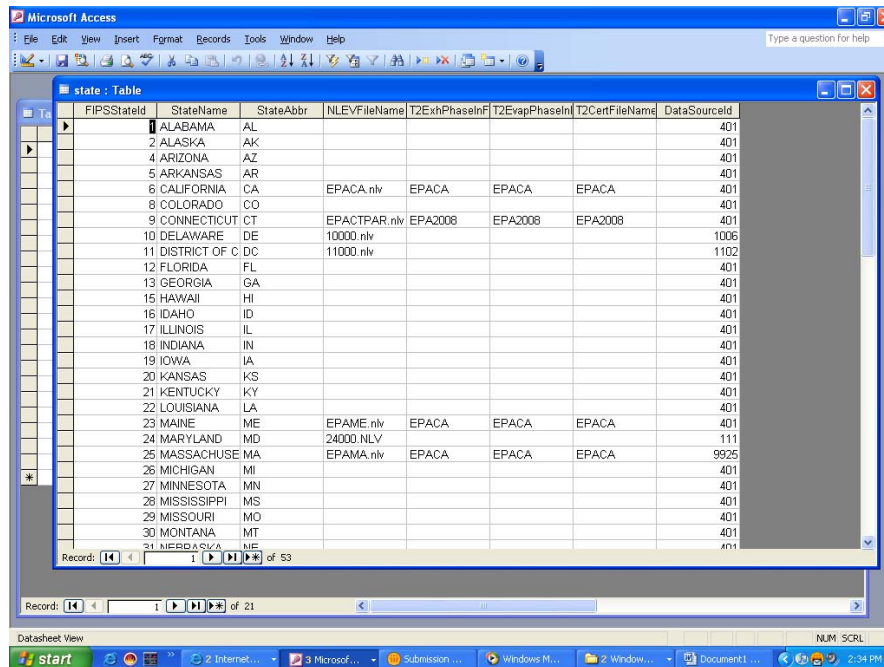 Microsoft Access
File Edit View Insert Format Records Tools Window Help Type a question for help
state : Table
Ta
FIPSStateId StateName StateAbbr NLEVFileName T2ExhPhaseInF T2EvapPhaseInl T2CertFileName DataSourceId
1 ALABAMA AL 401
2 ALASKA AK 401
4 ARIZONA AZ 401
5 ARKANSAS AR 401
6 CALIFORNIA CA EPACA.nlv EPACA EPACA EPACA 401
8 COLORADO CO 401
9 CONNECTICUT CT EPACTPAR.nlv EPA2008 EPA2008 EPA2008 401
10 DELAWARE DE 10000.nlv 1006
11 DISTRICT OF C DC 11000.nlv 1102
12 FLORIDA FL 401
13 GEORGIA GA 401
15 HAWAII HI 401
16 IDAHO ID 401
17 ILLINOIS IL 401
18 INDIANA IN 401
19 IOWA IA 401
20 KANSAS KS 401
21 KENTUCKY KY 401
22 LOUISIANA LA 401
23 MAINE ME EPAME.nlv EPACA EPACA EPACA 401
24 MARYLAND MD 24000.NLV 111
25 MASSACHUSE MA EPAMA.nlv EPACA EPACA EPACA 9925
26 MICHIGAN MI 401
27 MINNESOTA MN 401
28 MISSISSIPPI MS 401
29 MISSOURI MO 401
30 MONTANA MT 401
31 NEBRASKA NE 401
Record: 1 of 53
Record: 1 of 21
Datasheet View NUM SCRL
start 2 Internet... 3 Microsof... Submission ... Windows M... 2 Window... Document1 ... 2:34 PM